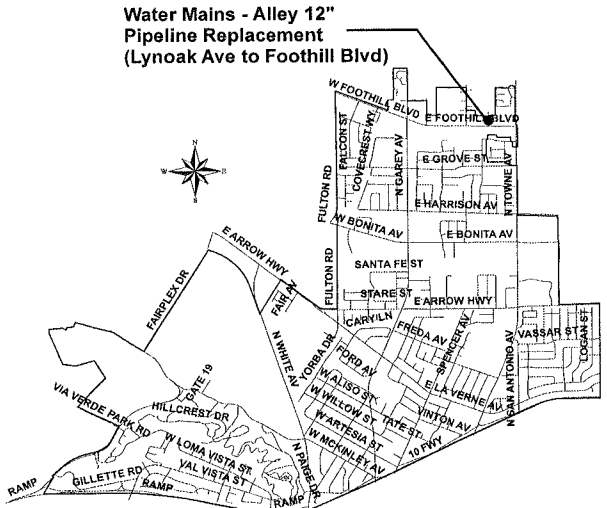 Water Mains - Alley 12"
Pipeline Replacement
(Lynoak Ave to Foothill Blvd)
W FOOTHILL BLVD
E FOOTHILL BLVD
FALCON ST
COVECREST WY
N GAREY AV
E GROVE ST
N TOWNE AV
N
W
E
S
FULTON RD
E HARRISON AV
W BONITA AV
E BONITA AV
E ARROW HWY
SANTA FE ST
FULTON RD
FAIRPLEX DR
FAIR AV
STARE ST
E ARROW HWY
CARYLN
FREDA AV
SPENCER AV
N SAN ANTONIO AV
VASSAR ST
LOGAN ST
N WHITE AV
YORBA DR
FORD AV
GATE 19
W ALISO ST
E LA VERNE AV
VIA VERDE PARK RD
HILLCREST DR
W WILLOW ST
TATE ST
VINTON AV
W ARTESIA ST
W LOMA VISTA ST
N PAIGE DR
W MCKINLEY AV
10 FWY
VAL VISTA ST
GILLETTE RD
RAMP
RAMP
RAMP